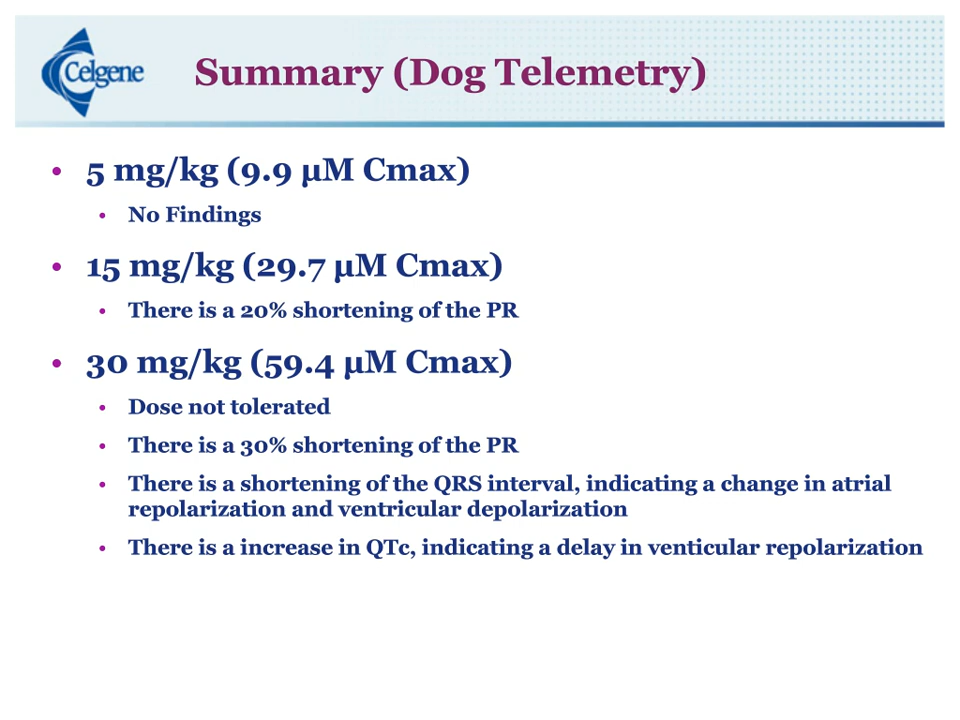 Celgene
Summary (Dog Telemetry)
• 5 mg/kg (9.9 µM Cmax)
• No Findings
• 15 mg/kg (29.7 µM Cmax)
• There is a 20% shortening of the PR
• 30 mg/kg (59.4 µM Cmax)
• Dose not tolerated
• There is a 30% shortening of the PR
• There is a shortening of the QRS interval, indicating a change in atrial
repolarization and ventricular depolarization
• There is a increase in QTc, indicating a delay in venticular repolarization